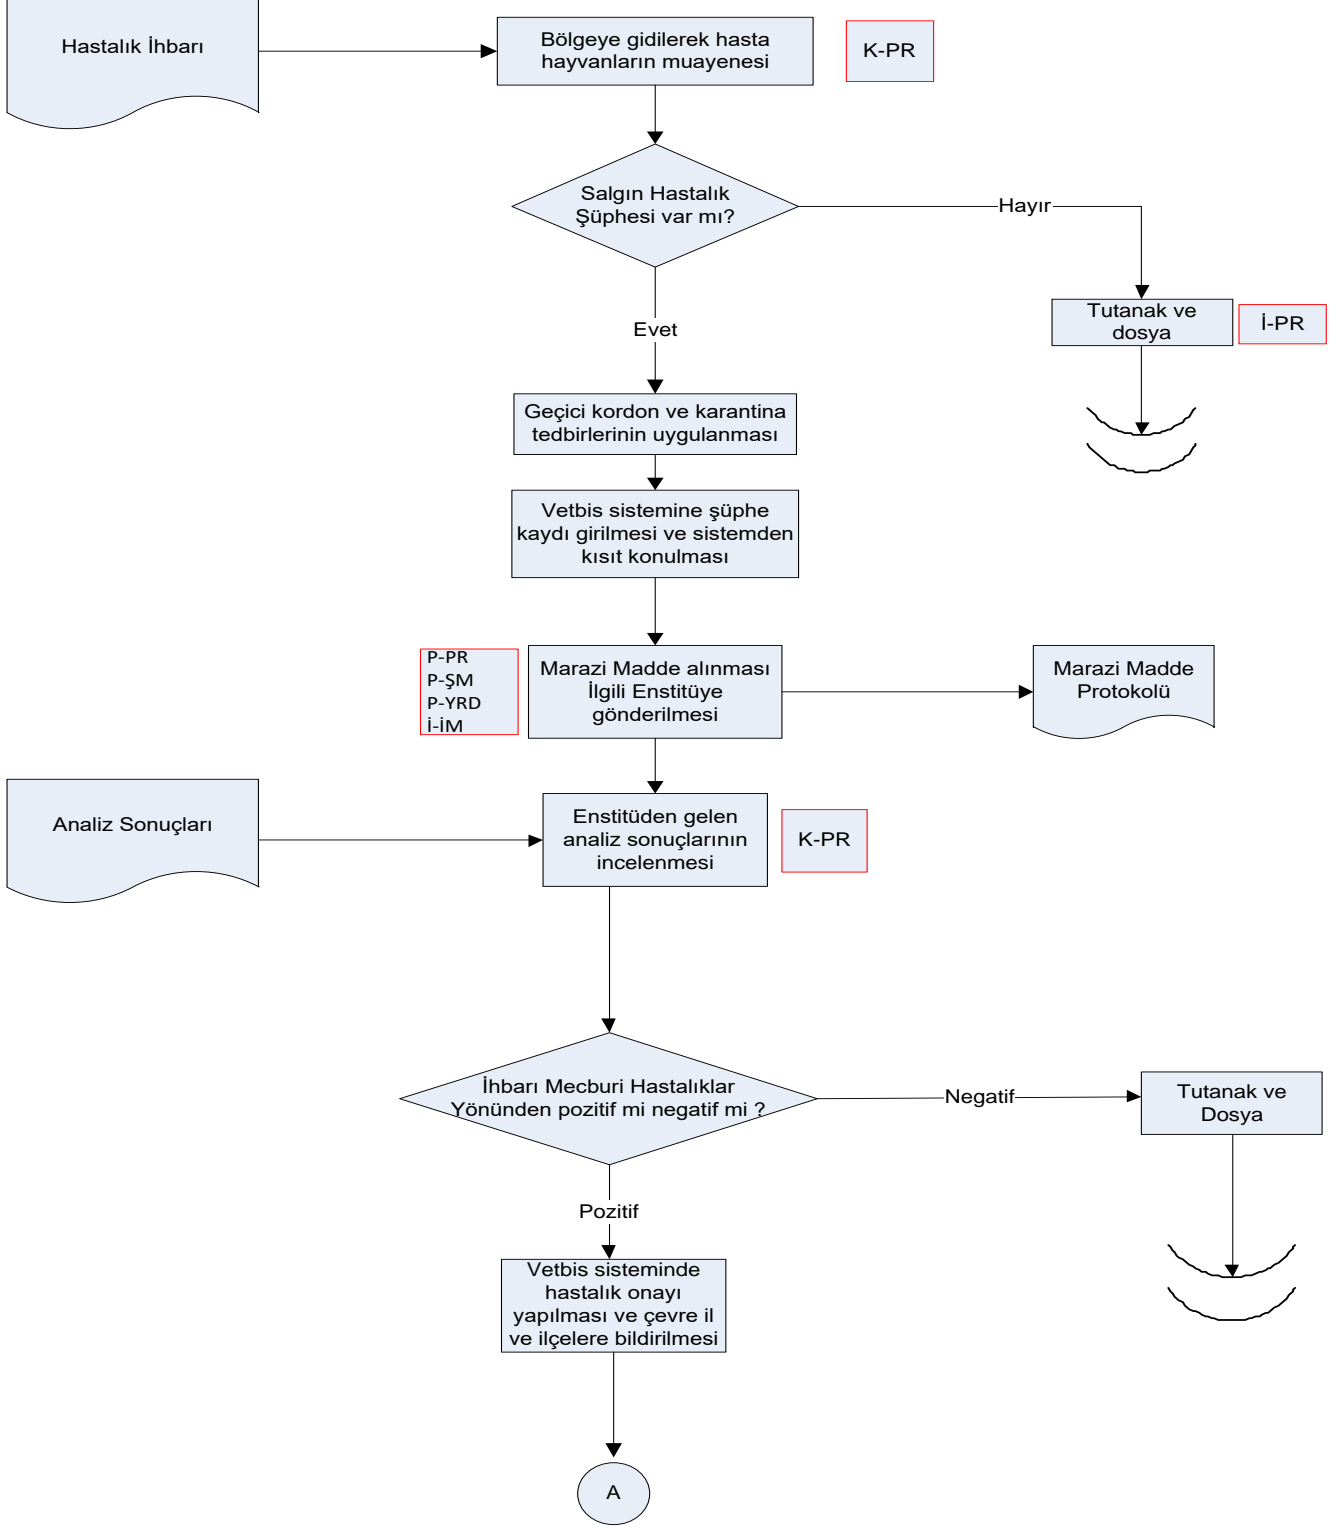 Hastalık İhbarı
Bölgeye gidilerek hasta
hayvanların muayenesi
K-PR
Salgın Hastalık
Şüphesi var mı?
Hayır
Evet
Tutanak ve
dosya
İ-PR
Geçici kordon ve karantina
tedbirlerinin uygulanması
Vetbis sistemine şüphe
kaydı girilmesi ve sistemden
kısıt konulması
P-PR
P-ŞM
P-YRD
İ-İM
Marazi Madde alınması
İlgili Enstitüye
gönderilmesi
Marazi Madde
Protokolü
Analiz Sonuçları
Enstitüden gelen
analiz sonuçlarının
incelenmesi
K-PR
İhbarı Mecburi Hastalıklar
Yönünden pozitif mi negatif mi ?
Negatif
Tutanak ve
Dosya
Pozitif
Vetbis sisteminde
hastalık onayı
yapılması ve çevre il
ve ilçelere bildirilmesi
A